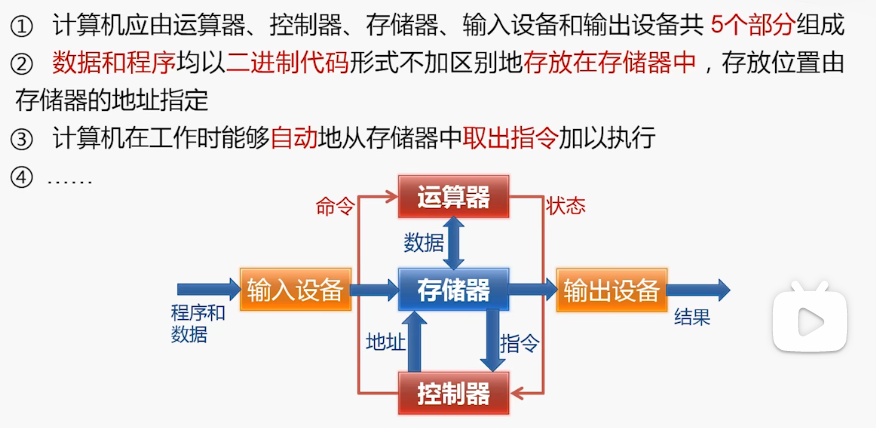 ① 计算机应由运算器、控制器、存储器、输入设备和输出设备共 5个部分组成
② 数据和程序均以二进制代码形式不加区别地存放在存储器中，存放位置由
存储器的地址指定
③ 计算机在工作时能够自动地从存储器中取出指令加以执行
④ ……
命令
运算器
状态
数据
输入设备
存储器
输出设备
程序和
数据
结果
地址
指令
控制器